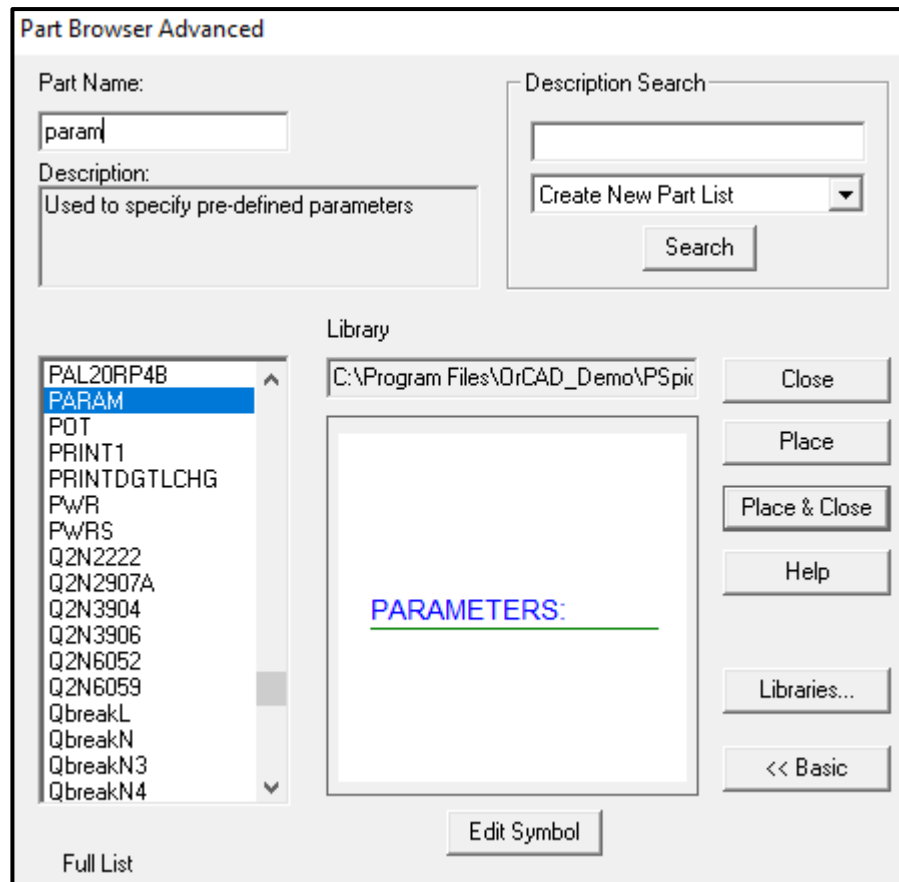 Part Browser Advanced
Part Name:
param
Description:
Used to specify pre-defined parameters
Description Search
Create New Part List
Search
Library
C:\Program Files\OrCAD_Demo\PSpic
PAL20RP4B
PARAM
POT
PRINT1
PRINTDGTLCHG
PWR
PWRS
Q2N2222
Q2N2907A
Q2N3904
Q2N3906
Q2N6052
Q2N6059
QbreakL
QbreakN
QbreakN3
QbreakN4
Full List
PARAMETERS:
Edit Symbol
Close
Place
Place & Close
Help
Libraries...
<< Basic